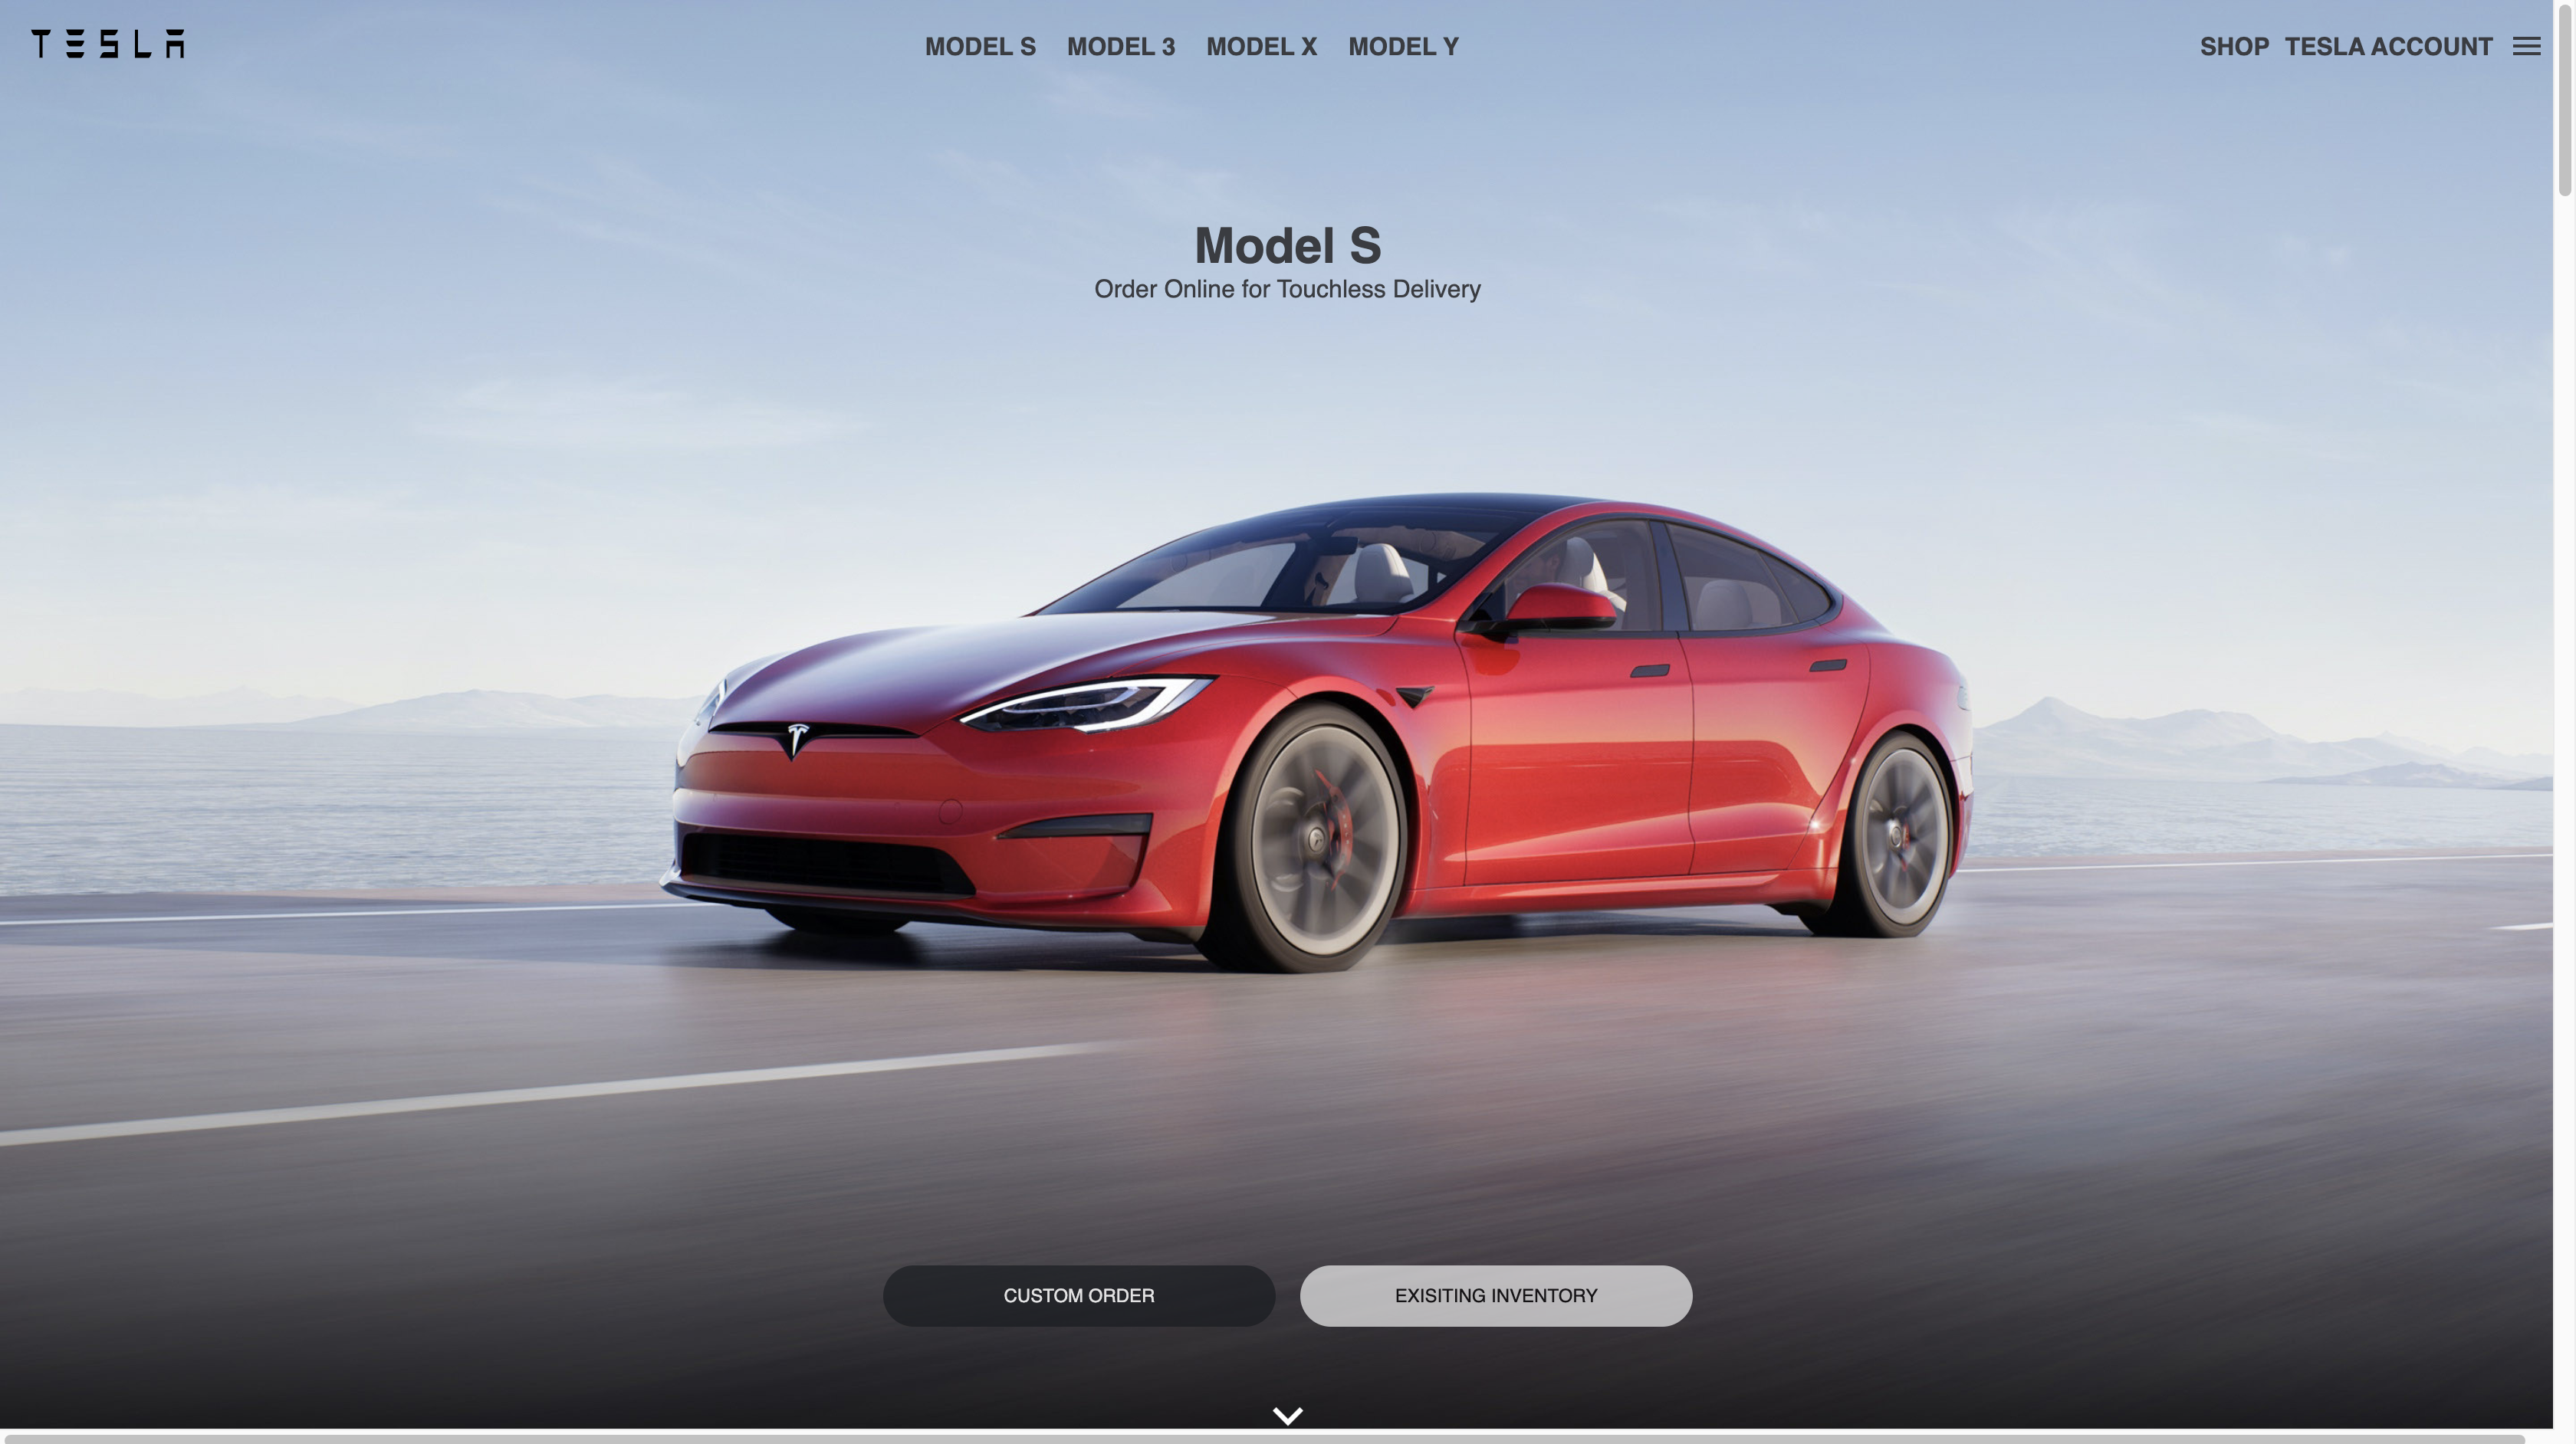 TESLA
MODEL S MODEL 3 MODEL X MODEL Y
SHOP TESLA ACCOUNT
Model S
Order Online for Touchless Delivery
CUSTOM ORDER
EXISITING INVENTORY